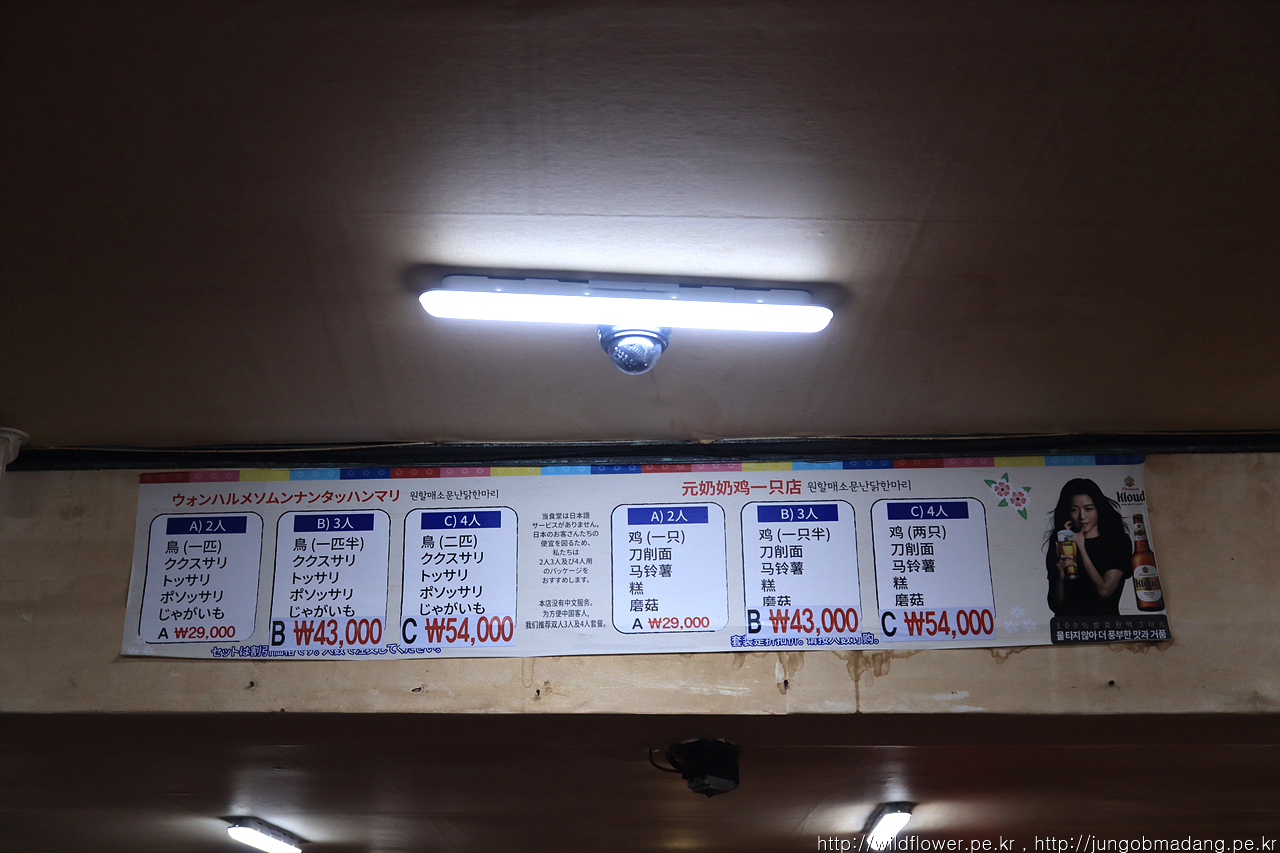 ウォンハルメソムンナンタッハンマリ 원할매소문난닭한마리
A) 2人
鳥 (一匹)
ククスサリ
トッサリ
ポソッサリ
じゃがいも
A ₩29,000
B) 3人
鳥 (一匹半)
ククスサリ
トッサリ
ポソッサリ
じゃがいも
B ₩43,000
C) 4人
鳥 (二匹)
ククスサリ
トッサリ
ポソッサリ
じゃがいも
C ₩54,000
当食堂は日本語
サービスがありません。
日本のお客さんたちの
便宜を図るため、
私たちは
2人3人及び4人用
のパッケージを
おすすめします。
本店没有中文服务。
为方便中国客人,
我们推荐双人3人及4人套餐。
元奶奶鸡一只店 원할매소문난닭한마리
A) 2人
鸡 (一只)
刀削面
马铃薯
糕
磨菇
A ₩29,000
B) 3人
鸡 (一只半)
刀削面
马铃薯
糕
磨菇
B ₩43,000
C) 4人
鸡 (两只)
刀削面
马铃薯
糕
磨菇
C ₩54,000
Kloud
물 타지 않아 더 풍부한 맛과 거품
http://wildflower.pe.kr , http://jungobmadang.pe.kr